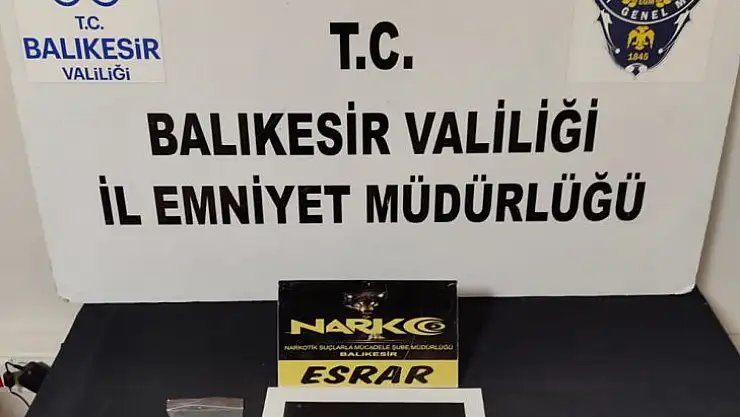 T.C.
BALIKESİR
VALİLİĞİ
GENEL M
1845
T.C.
BALIKESİR VALİLİĞİ
İL EMNİYET MÜDÜRLÜĞÜ
NARKO
NARKOTİK SUÇLARLA MÜCADELE ŞUBE MÜDÜRLÜĞÜ
BALIKESİR
ESRAR